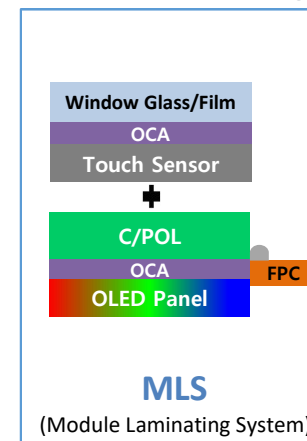 Window Glass/Film
OCA
Touch Sensor
C/POL
OCA
FPC
OLED Panel
MLS
(Module Laminating System)